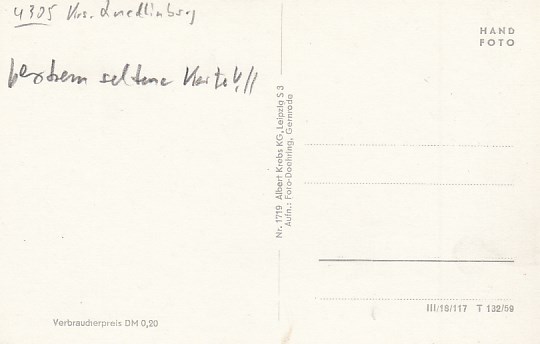 4305 Krs. Quedlinburg
extrem seltene Karte!!!
HAND
FOTO
Nr. 1719 Albert Krebs KG, Leipzig S 3
Aufn.: Foto-Doehring, Gernrode
III/18/117 T 132/59
Verbraucherpreis DM 0,20